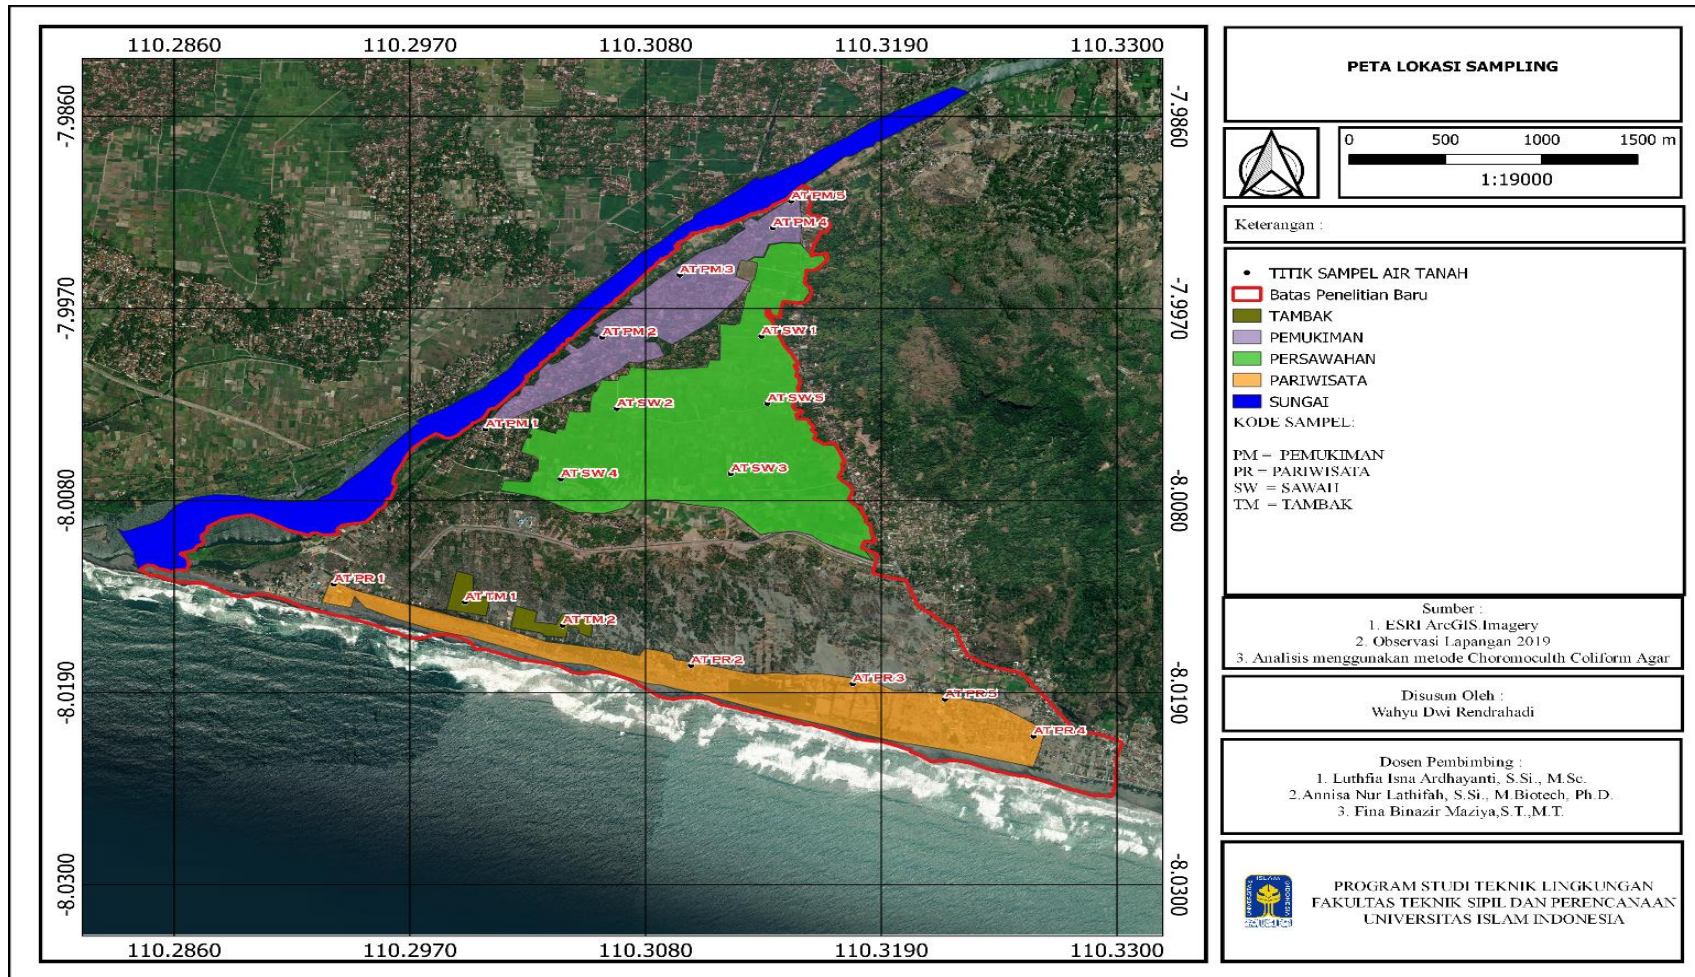 110.2860 110.2970 110.3080 110.3190 110.3300
-7.9860
-7.9970
-8.0080
-8.0190
-8.0300
-7.9860
-7.9970
-8.0080
-8.0190
-8.0300
AT PM 5
AT PM 4
AT PM 3
AT PM 2
AT SW 1
AT SW 2
AT SW 5
AT PM 1
AT SW 4
AT SW 3
AT PR 1
AT TM 1
AT TM 2
AT PR 2
AT PR 3
AT PR 5
AT PR 4
110.2860 110.2970 110.3080 110.3190 110.3300
PETA LOKASI SAMPLING
0 500 1000 1500 m
1:19000
Keterangan :
TITIK SAMPEL AIR TANAH
Batas Penelitian Baru
TAMBAK
PEMUKIMAN
PERSAWAHAN
PARIWISATA
SUNGAI
KODE SAMPEL:
PM = PEMUKIMAN
PR = PARIWISATA
SW = SAWAH
TM = TAMBAK
Sumber :
1. ESRI ArcGIS.Imagery
2. Observasi Lapangan 2019
3. Analisis menggunakan metode Choromoculth Coliform Agar
Disusun Oleh :
Wahyu Dwi Rendrahadi
Dosen Pembimbing :
1. Luthfia Isna Ardhayanti, S.Si., M.Sc.
2.Annisa Nur Lathifah, S.Si., M.Biotech, Ph.D.
3. Fina Binazir Maziya,S.T.,M.T.
ISLAM
UNIVERSITAS
INDONESIA
PROGRAM STUDI TEKNIK LINGKUNGAN
FAKULTAS TEKNIK SIPIL DAN PERENCANAAN
UNIVERSITAS ISLAM INDONESIA